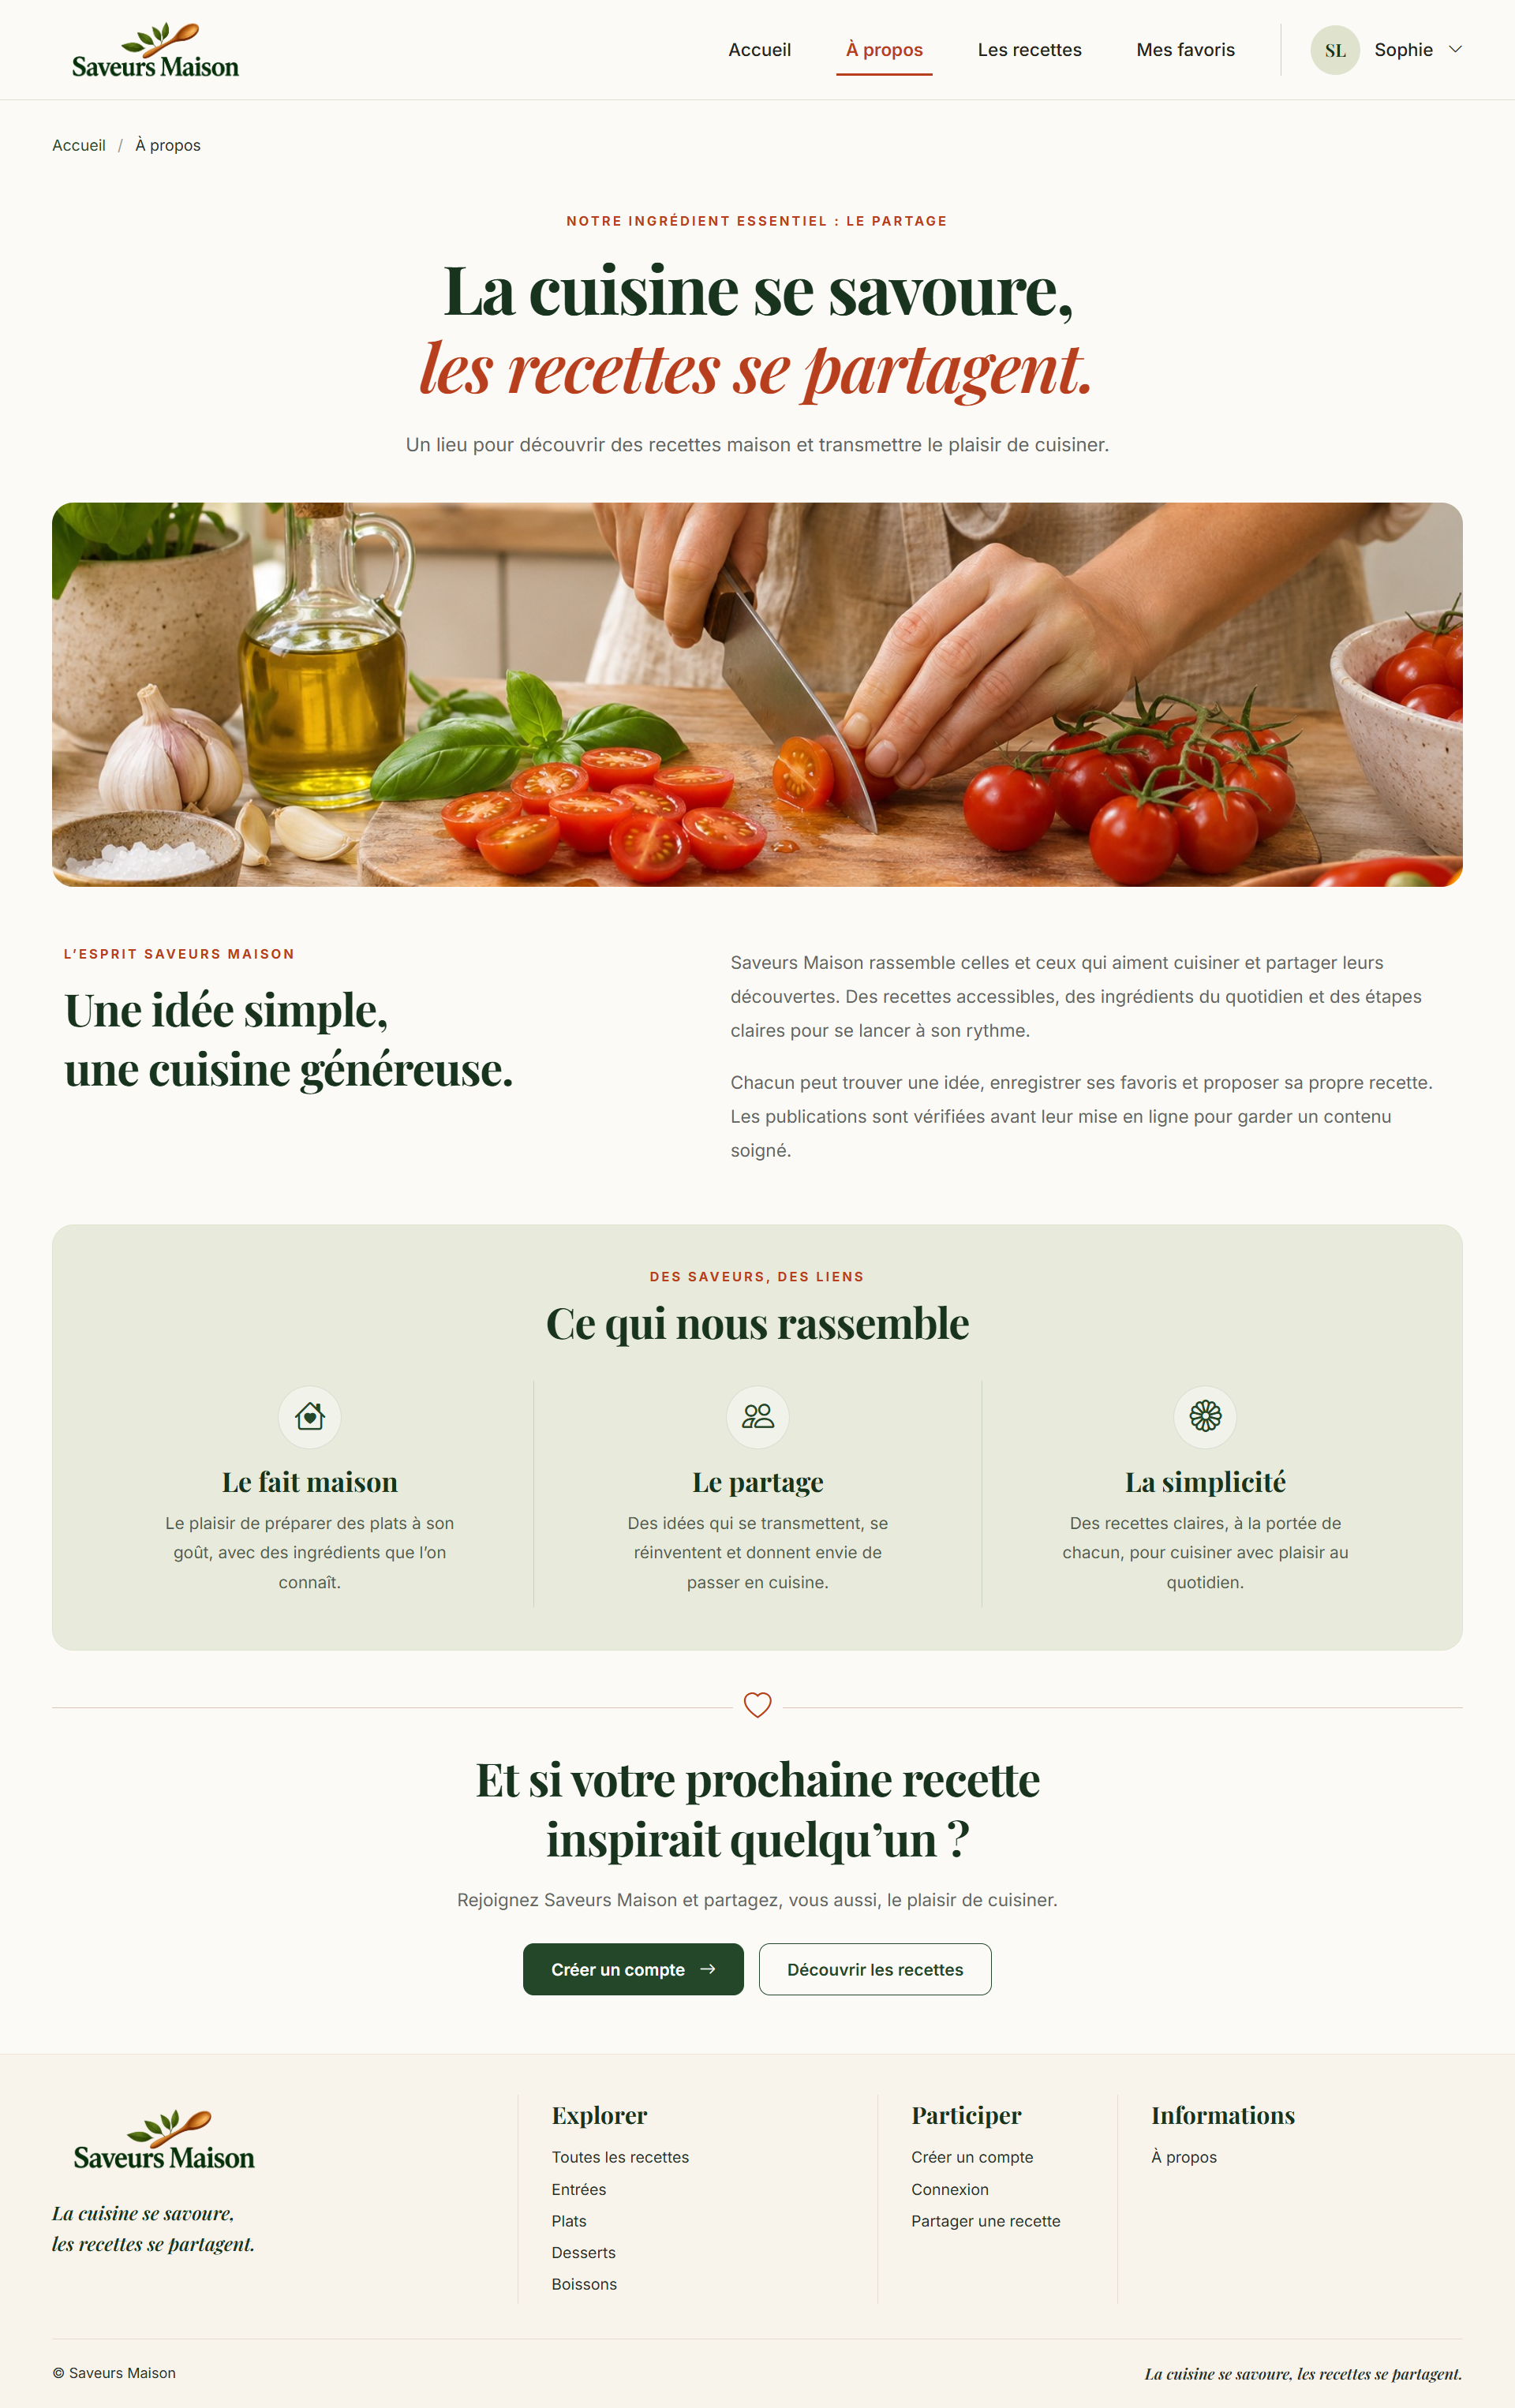 Saveurs Maison
Accueil
À propos
Les recettes
Mes favoris
SL
Sophie
Accueil / À propos
NOTRE INGRÉDIENT ESSENTIEL : LE PARTAGE
La cuisine se savoure,
les recettes se partagent.
Un lieu pour découvrir des recettes maison et transmettre le plaisir de cuisiner.
L’ESPRIT SAVEURS MAISON
Une idée simple,
une cuisine généreuse.
Saveurs Maison rassemble celles et ceux qui aiment cuisiner et partager leurs
découvertes. Des recettes accessibles, des ingrédients du quotidien et des étapes
claires pour se lancer à son rythme.
Chacun peut trouver une idée, enregistrer ses favoris et proposer sa propre recette.
Les publications sont vérifiées avant leur mise en ligne pour garder un contenu
soigné.
DES SAVEURS, DES LIENS
Ce qui nous rassemble
Le fait maison
Le plaisir de préparer des plats à son
goût, avec des ingrédients que l’on
connaît.
Le partage
Des idées qui se transmettent, se
réinventent et donnent envie de
passer en cuisine.
La simplicité
Des recettes claires, à la portée de
chacun, pour cuisiner avec plaisir au
quotidien.
Et si votre prochaine recette
inspirait quelqu’un ?
Rejoignez Saveurs Maison et partagez, vous aussi, le plaisir de cuisiner.
Créer un compte →
Découvrir les recettes
Saveurs Maison
La cuisine se savoure,
les recettes se partagent.
Explorer
Toutes les recettes
Entrées
Plats
Desserts
Boissons
Participer
Créer un compte
Connexion
Partager une recette
Informations
À propos
© Saveurs Maison
La cuisine se savoure, les recettes se partagent.